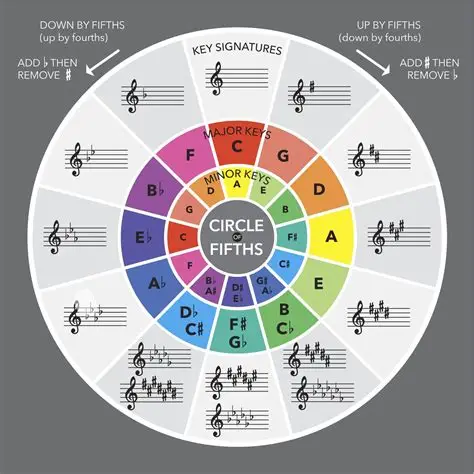 DOWN BY FIFTHS
(up by fourths)
ADD ♭ THEN
REMOVE ♯
UP BY FIFTHS
(down by fourths)
ADD ♯ THEN
REMOVE ♭
KEY SIGNATURES
MAJOR KEYS
C
G
D
A
E
B
C♭
F♯
G♭
D♭
C♯
A♭
E♭
B♭
F
MINOR KEYS
A
E
B
F♯
C♯
G♯
A♭
D♯
E♭
B♭
A♯
F
C
G
D
CIRCLE
OF
FIFTHS